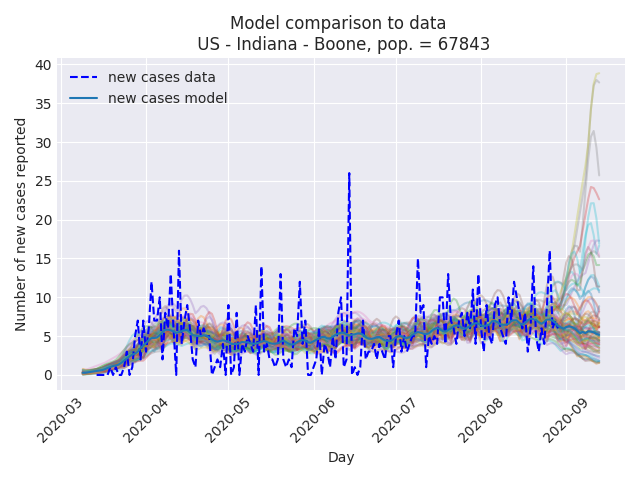 Model comparison to data
US - Indiana - Boone, pop. = 67843
new cases data
new cases model
Number of new cases reported
40
35
30
25
20
15
10
5
0
2020-03
2020-04
2020-05
2020-06
2020-07
2020-08
2020-09
Day